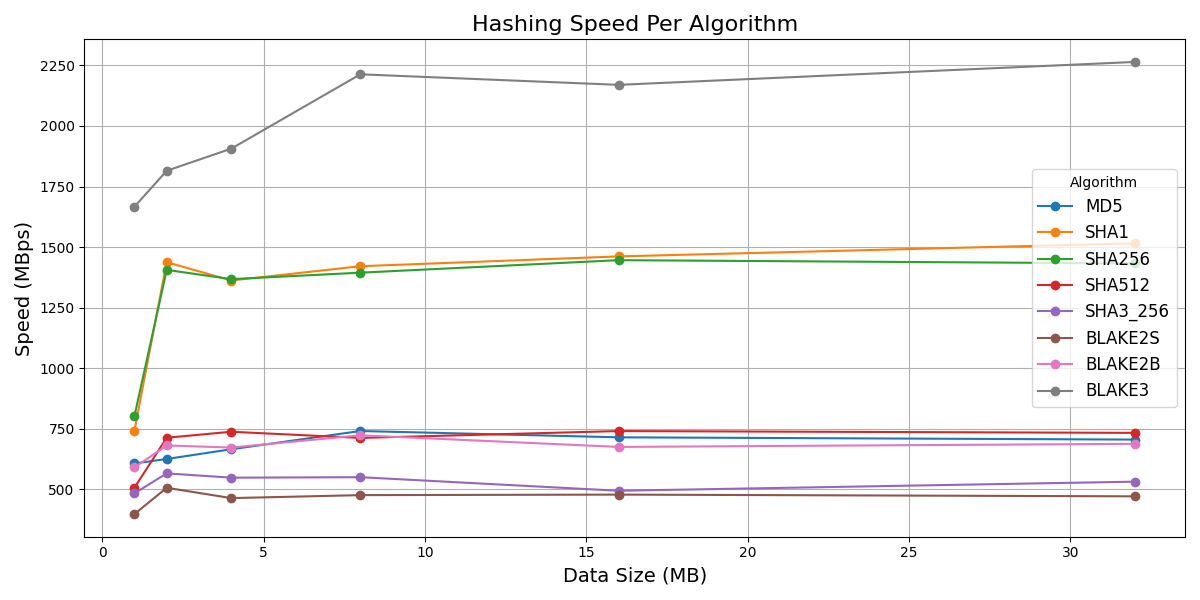 Hashing Speed Per Algorithm
Speed (MBps)
2250
2000
1750
1500
1250
1000
750
500
0
5
10
15
20
25
30
Data Size (MB)
Algorithm
MD5
SHA1
SHA256
SHA512
SHA3_256
BLAKE2S
BLAKE2B
BLAKE3